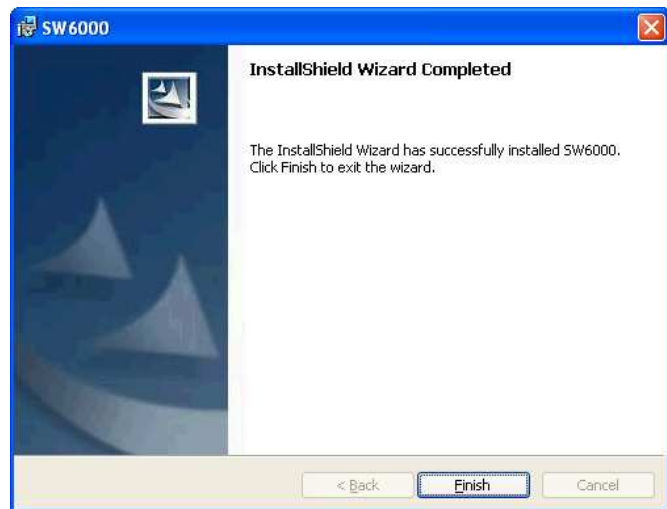 SW6000
InstallShield Wizard Completed
The InstallShield Wizard has successfully installed SW6000.
Click Finish to exit the wizard.
< Back
Finish
Cancel